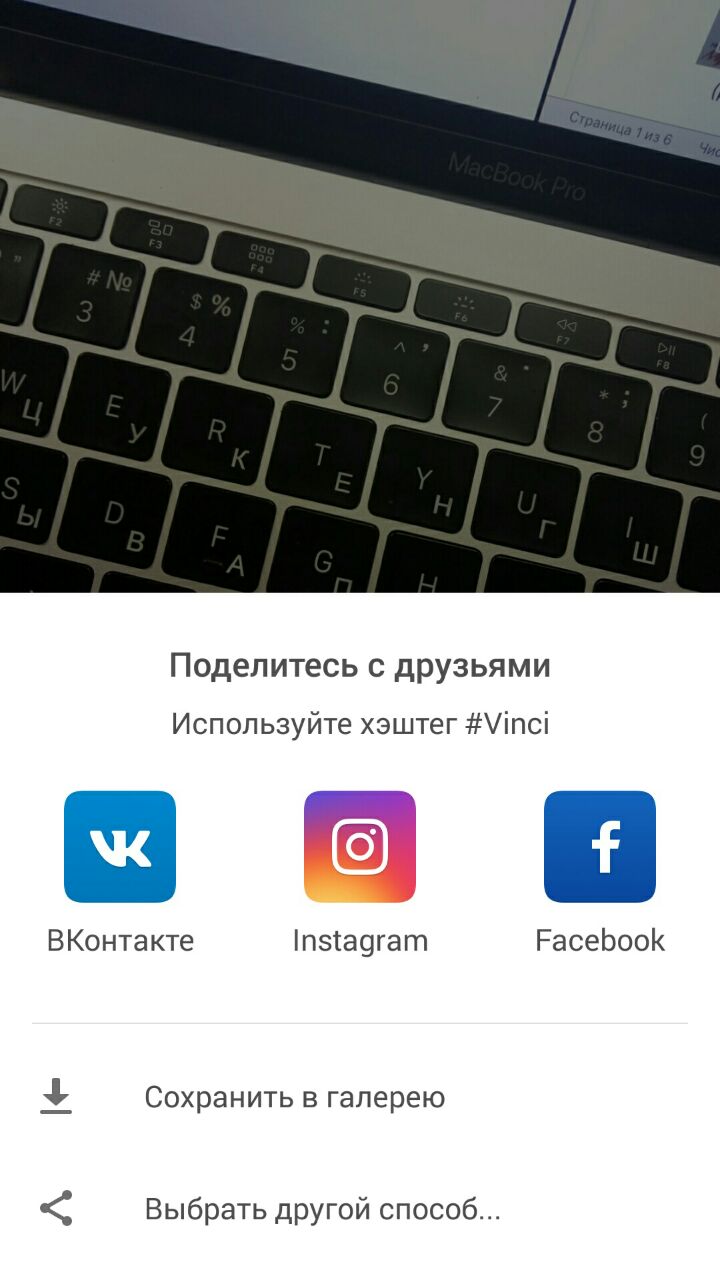 Страница 1 из 6
MacBook Pro
F2
F3
F4
F5
F6
F7
F8
# № 3
$ % 4
% : 5
^ , 6
& . 7
* ; 8
( 9
W Ц
E У
R К
T Е
Y Н
U Г
I Ш
S Ы
D В
F А
G П
H
Поделитесь с друзьями
Используйте хэштег #Vinci
ВКонтакте
Instagram
Facebook
Сохранить в галерею
Выбрать другой способ...